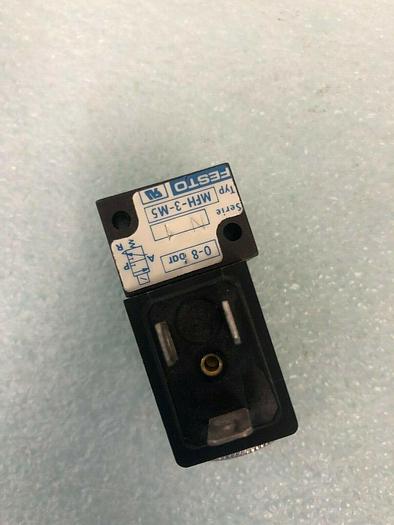 FESTO
Typ MFH-3-M5
Serie
0-8 bar
A
R P